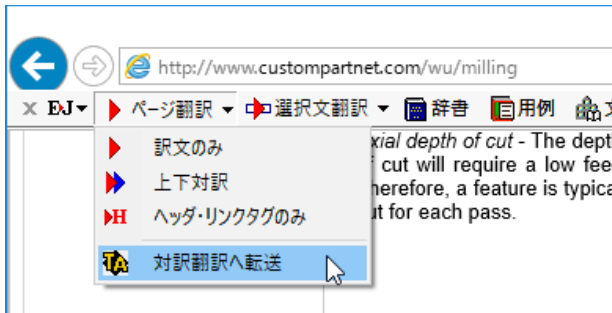 http://www.custompartnet.com/wu/milling
× EJ ページ翻訳 選択文翻訳 辞書 用例
訳文のみ
上下対訳
H ヘッダ・リンクタグのみ
対訳翻訳へ転送
xial depth of cut - The dept
cut will require a low fee
herefore, a feature is typica
ut for each pass.